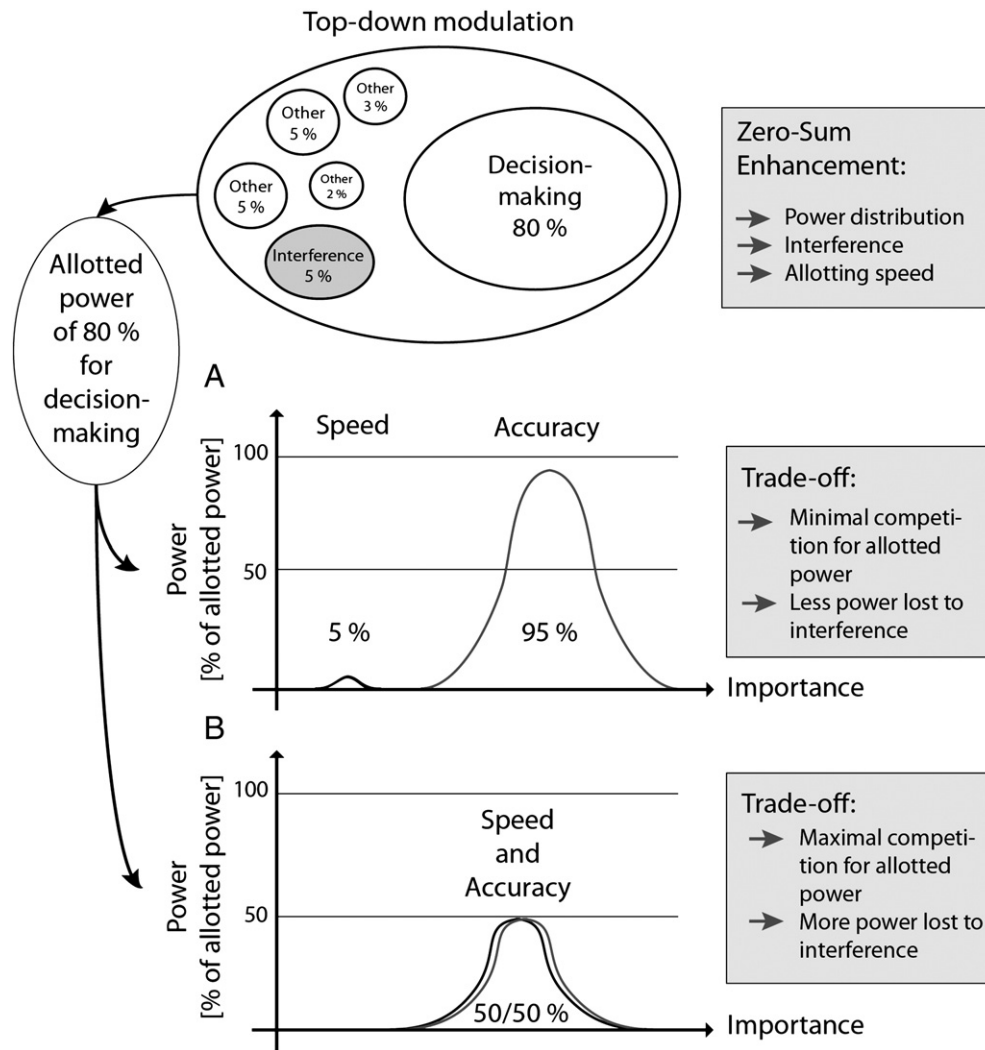 Top-down modulation
Other
3 %
Other
5 %
Other
5 %
Other
2 %
Interference
5 %
Decision-
making
80 %
Zero-Sum
Enhancement:
Power distribution
Interference
Allotting speed
Allotted
power
of 80 %
for
decision-
making
A
Speed
Accuracy
100
50
Power
[% of allotted power]
5 %
95 %
Importance
Trade-off:
Minimal competi-
tion for allotted
power
Less power lost to
interference
B
100
50
Power
[% of allotted power]
Speed
and
Accuracy
50/50 %
Importance
Trade-off:
Maximal competi-
tion for allotted
power
More power lost to
interference